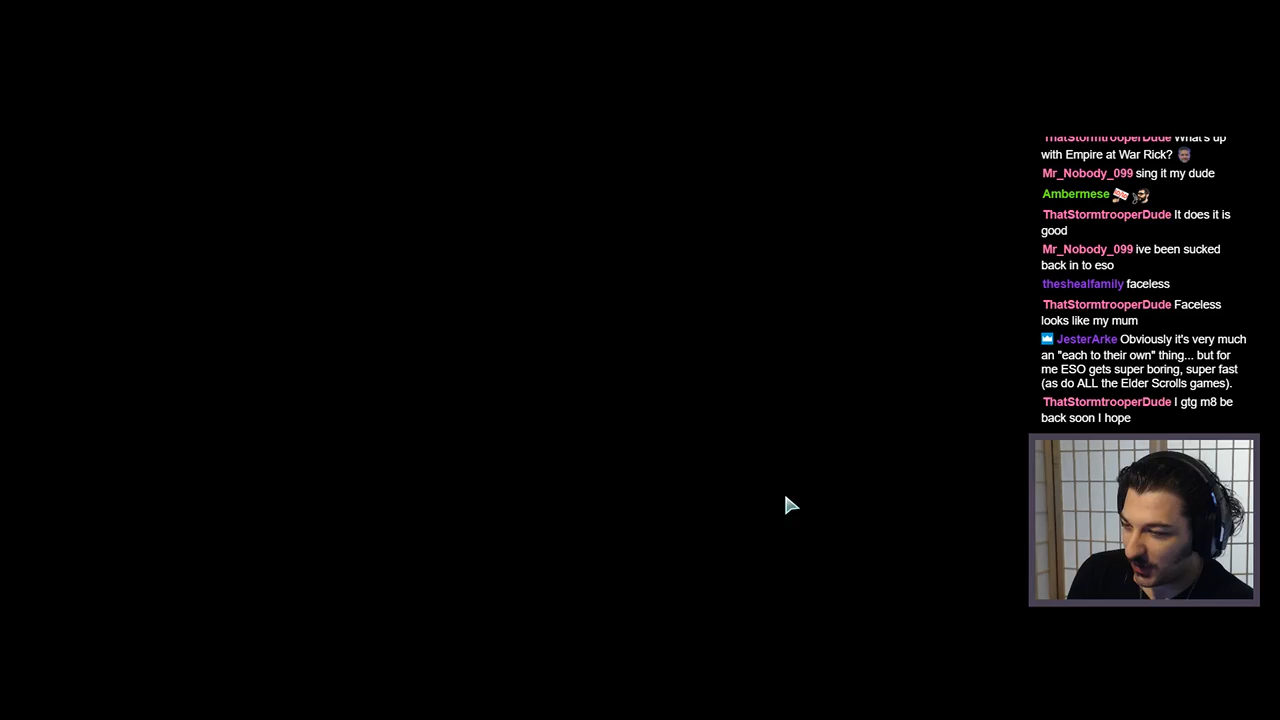 ThatStormtrooperDude What's up
with Empire at War Rick?
Mr_Nobody_099 sing it my dude
Ambermese
ThatStormtrooperDude It does it is
good
Mr_Nobody_099 ive been sucked
back in to eso
theshealfamily faceless
ThatStormtrooperDude Faceless
looks like my mum
JesterArke Obviously it's very much
an "each to their own" thing... but for
me ESO gets super boring, super fast
(as do ALL the Elder Scrolls games).
ThatStormtrooperDude I gtg m8 be
back soon I hope